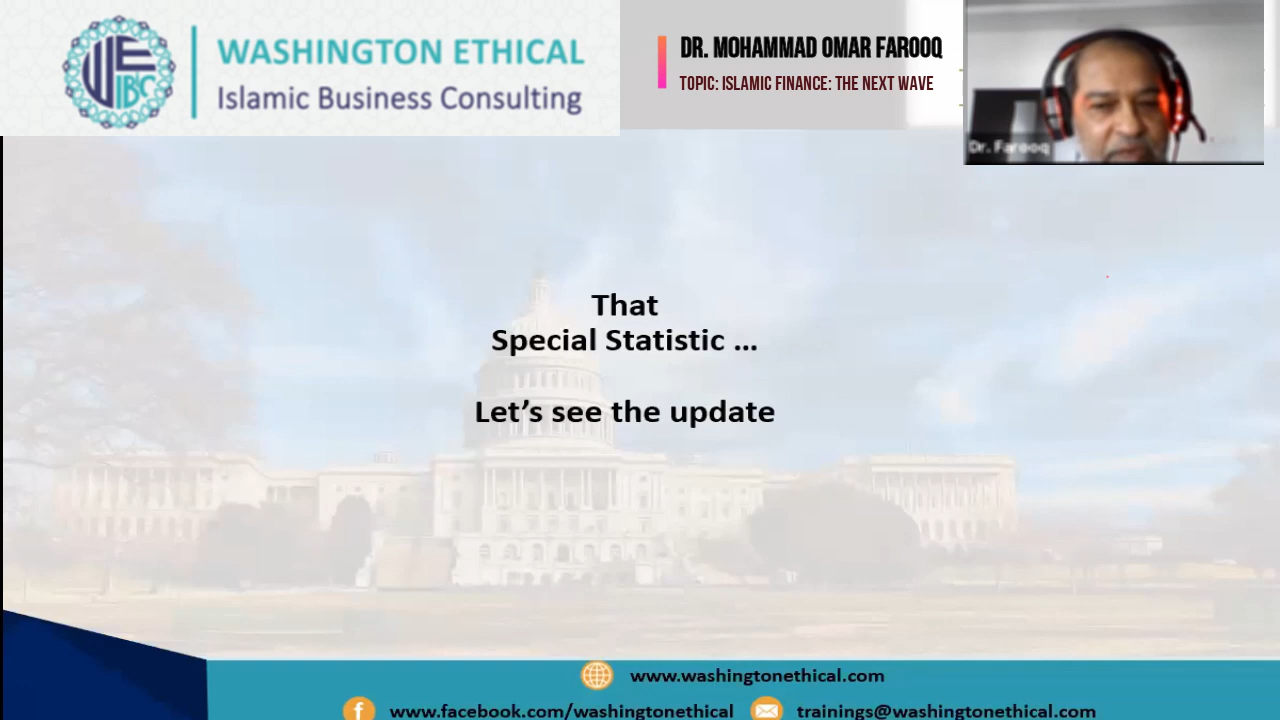 WEIBC
WASHINGTON ETHICAL
Islamic Business Consulting
DR. MOHAMMAD OMAR FAROOQ
TOPIC: ISLAMIC FINANCE: THE NEXT WAVE
Dr. Farooq
That
Special Statistic ...
Let’s see the update
www.washingtonethical.com
f
www.facebook.com/washingtonethical
trainings@washingtonethical.com